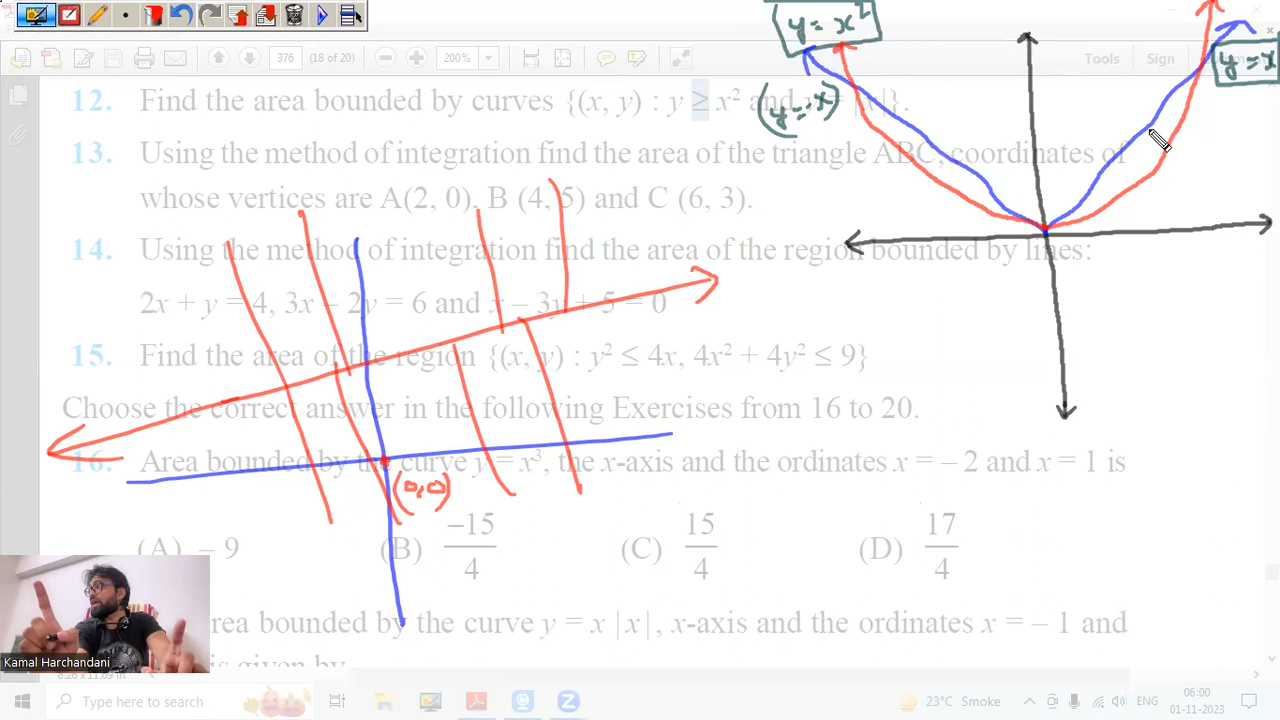 y = x²
y = x
(y = -x)
376 (18 of 20) 200% Tools Sign
12. Find the area bounded by curves {(x, y) : y ≥ x² and y = |x|}.
13. Using the method of integration find the area of the triangle ABC, coordinates of
whose vertices are A(2, 0), B (4, 5) and C (6, 3).
14. Using the method of integration find the area of the region bounded by lines:
2x + y = 4, 3x – 2y = 6 and x – 3y + 5 = 0
15. Find the area of the region {(x, y) : y² ≤ 4x, 4x² + 4y² ≤ 9}
Choose the correct answer in the following Exercises from 16 to 20.
16. Area bounded by the curve y = x³, the x-axis and the ordinates x = – 2 and x = 1 is
(0,0)
(A) – 9 (B) –15/4 (C) 15/4 (D) 17/4
rea bounded by the curve y = x |x|, x-axis and the ordinates x = – 1 and
Kamal Harchandani
8.26 x 11.69 in
Type here to search 23°C Smoke ENG 06:00
01-11-2023